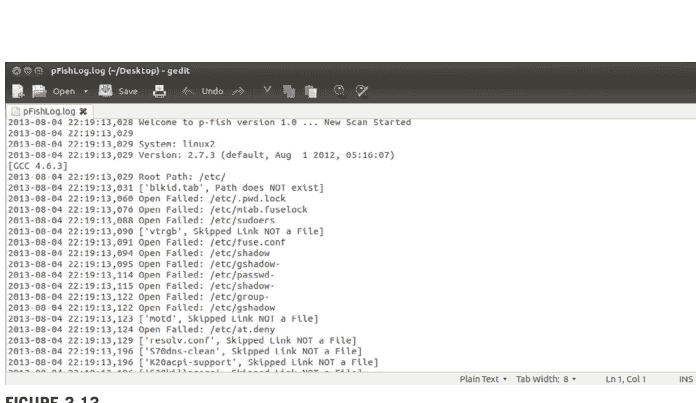 pFishLog.log (~/Desktop) - gedit
Open Save Undo
pFishLog.log
2013-08-04 22:19:13,028 Welcome to p-fish version 1.0 ... New Scan Started
2013-08-04 22:19:13,029
2013-08-04 22:19:13,029 System: linux2
2013-08-04 22:19:13,029 Version: 2.7.3 (default, Aug  1 2012, 05:16:07)
[GCC 4.6.3]
2013-08-04 22:19:13,029 Root Path: /etc/
2013-08-04 22:19:13,031 ['blkid.tab', Path does NOT exist]
2013-08-04 22:19:13,060 Open Failed: /etc/.pwd.lock
2013-08-04 22:19:13,076 Open Failed: /etc/mtab.fuselock
2013-08-04 22:19:13,088 Open Failed: /etc/sudoers
2013-08-04 22:19:13,090 ['vtrgb', Skipped Link NOT a File]
2013-08-04 22:19:13,091 Open Failed: /etc/fuse.conf
2013-08-04 22:19:13,094 Open Failed: /etc/shadow
2013-08-04 22:19:13,095 Open Failed: /etc/gshadow-
2013-08-04 22:19:13,114 Open Failed: /etc/passwd-
2013-08-04 22:19:13,115 Open Failed: /etc/shadow-
2013-08-04 22:19:13,122 Open Failed: /etc/group-
2013-08-04 22:19:13,122 Open Failed: /etc/gshadow
2013-08-04 22:19:13,123 ['motd', Skipped Link NOT a File]
2013-08-04 22:19:13,124 Open Failed: /etc/at.deny
2013-08-04 22:19:13,129 ['resolv.conf', Skipped Link NOT a File]
2013-08-04 22:19:13,196 ['S70dns-clean', Skipped Link NOT a File]
2013-08-04 22:19:13,196 ['K20acpi-support', Skipped Link NOT a File]
Plain Text Tab Width: 8 Ln 1, Col 1 INS